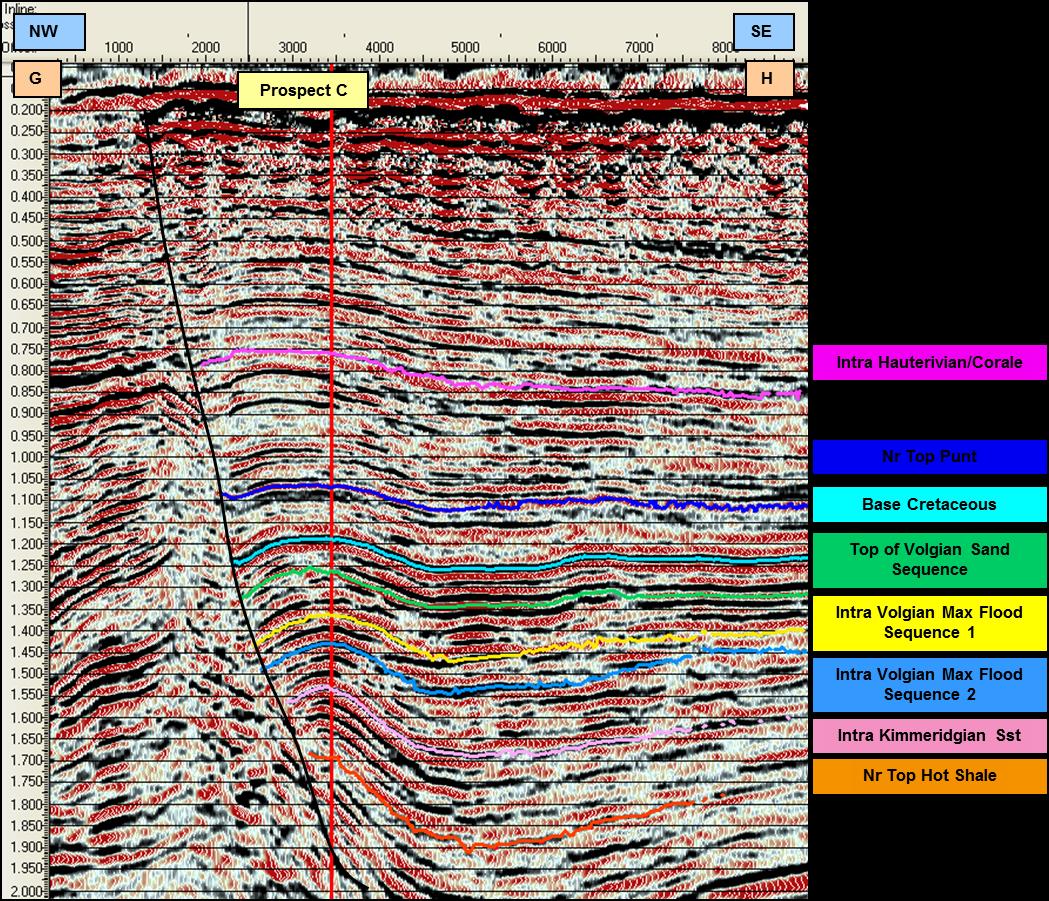 Inline:
NW
SE
1000 2000 3000 4000 5000 6000 7000
G
Prospect C
H
0.200
0.250
0.300
0.350
0.400
0.450
0.500
0.550
0.600
0.650
0.700
0.750
0.800
0.850
0.900
0.950
1.000
1.050
1.100
1.150
1.200
1.250
1.300
1.350
1.400
1.450
1.500
1.550
1.600
1.650
1.700
1.750
1.800
1.850
1.900
1.950
2.000
Intra Hauterivian/Corale
Nr Top Punt
Base Cretaceous
Top of Volgian Sand
Sequence
Intra Volgian Max Flood
Sequence 1
Intra Volgian Max Flood
Sequence 2
Intra Kimmeridgian Sst
Nr Top Hot Shale